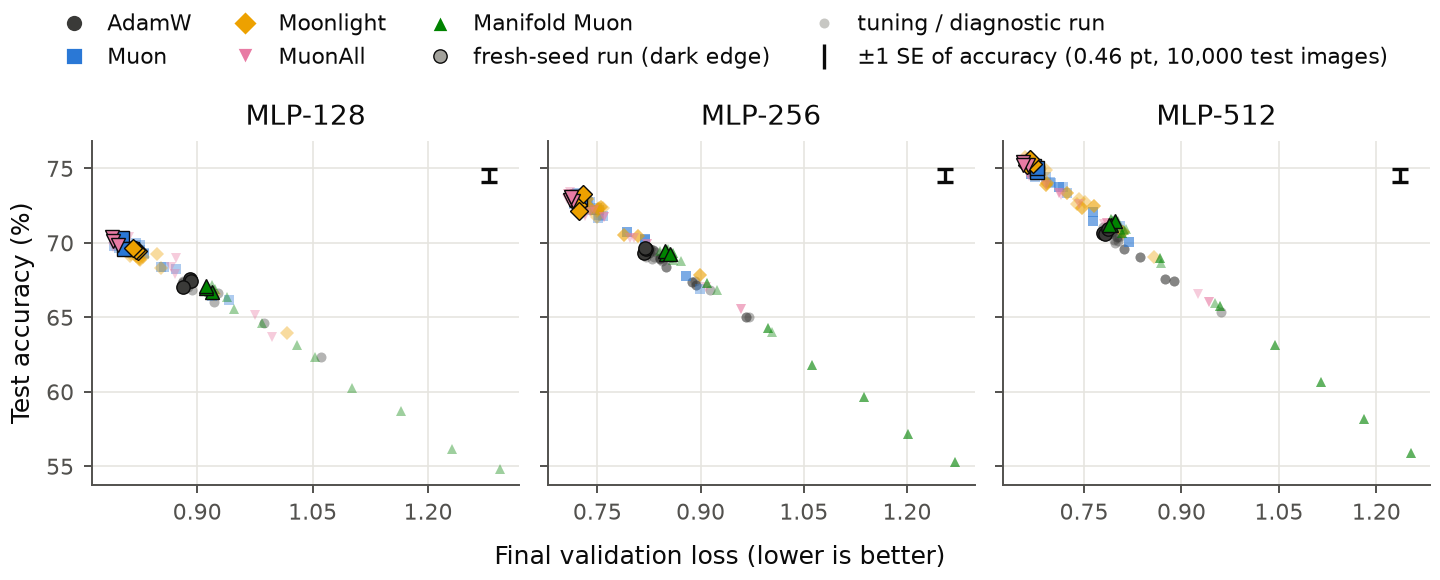 AdamW
Muon
Moonlight
MuonAll
Manifold Muon
fresh-seed run (dark edge)
tuning / diagnostic run
±1 SE of accuracy (0.46 pt, 10,000 test images)
MLP-128
MLP-256
MLP-512
Test accuracy (%)
75
70
65
60
55
0.90 1.05 1.20
0.75 0.90 1.05 1.20
0.75 0.90 1.05 1.20
Final validation loss (lower is better)